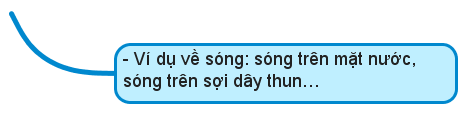 - Ví dụ về sóng: sóng trên mặt nước,
sóng trên sợi dây thun...